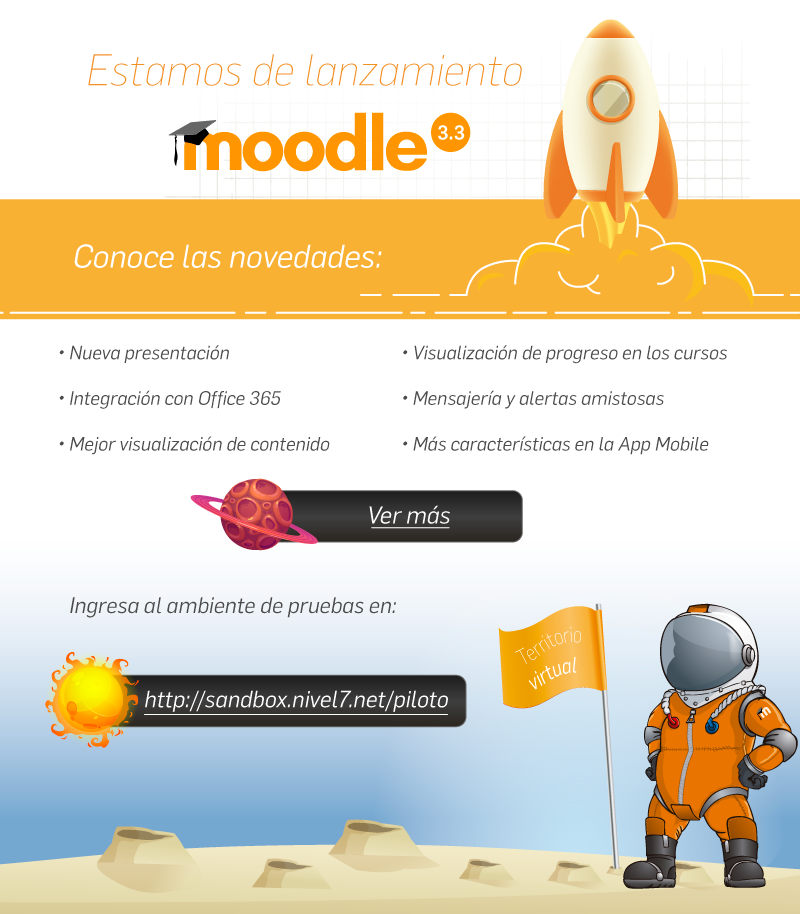 Estamos de lanzamiento
moodle 3.3
Conoce las novedades:
• Nueva presentación
• Integración con Office 365
• Mejor visualización de contenido
• Visualización de progreso en los cursos
• Mensajería y alertas amistosas
• Más características en la App Mobile
Ver más
Ingresa al ambiente de pruebas en:
http://sandbox.nivel7.net/piloto
Territorio
virtual